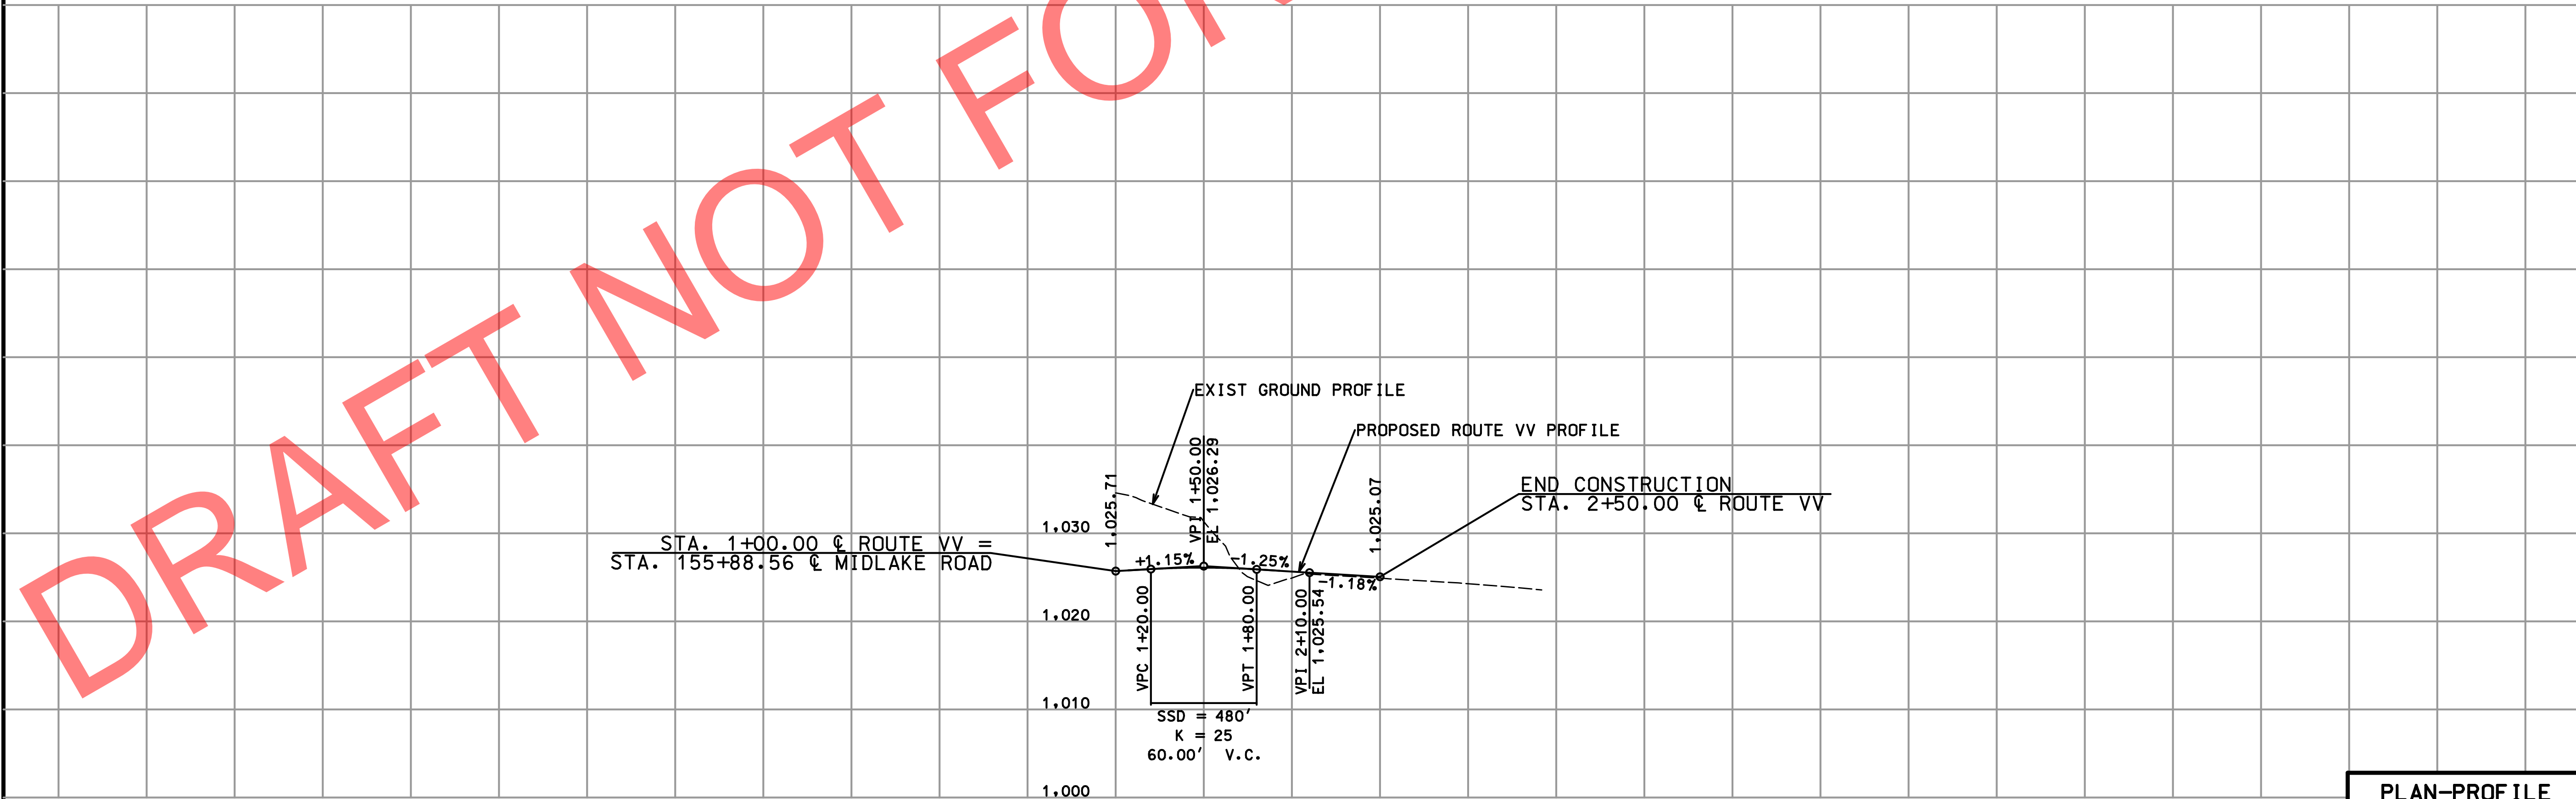 DRAFT NOT FOR
EXIST GROUND PROFILE
PROPOSED ROUTE VV PROFILE
END CONSTRUCTION
STA. 2+50.00 ℄ ROUTE VV
STA. 1+00.00 ℄ ROUTE VV =
STA. 155+88.56 ℄ MIDLAKE ROAD
1,025.71
VPI 1+50.00
EL 1,026.29
1,025.07
+1.15%
-1.25%
-1.18%
VPC 1+20.00
VPT 1+80.00
VPI 2+10.00
EL 1,025.54
1,030
1,020
1,010
1,000
SSD = 480'
K = 25
60.00' V.C.
PLAN-PROFILE